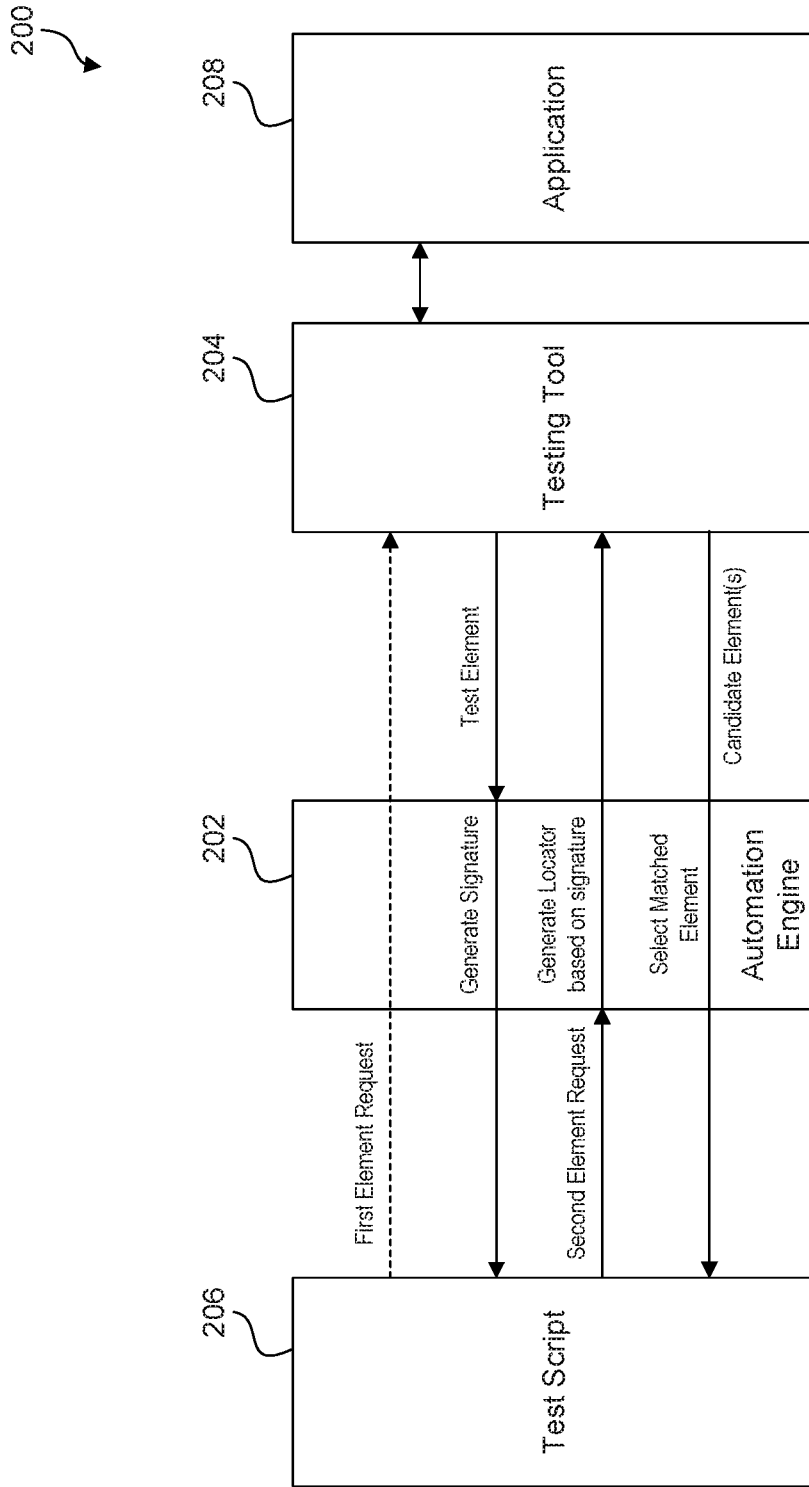 200
206
202
204
208
First Element Request
Test Element
Generate Signature
Second Element Request
Generate Locator
based on signature
Select Matched
Element
Candidate Element(s)
Test Script
Automation
Engine
Testing Tool
Application